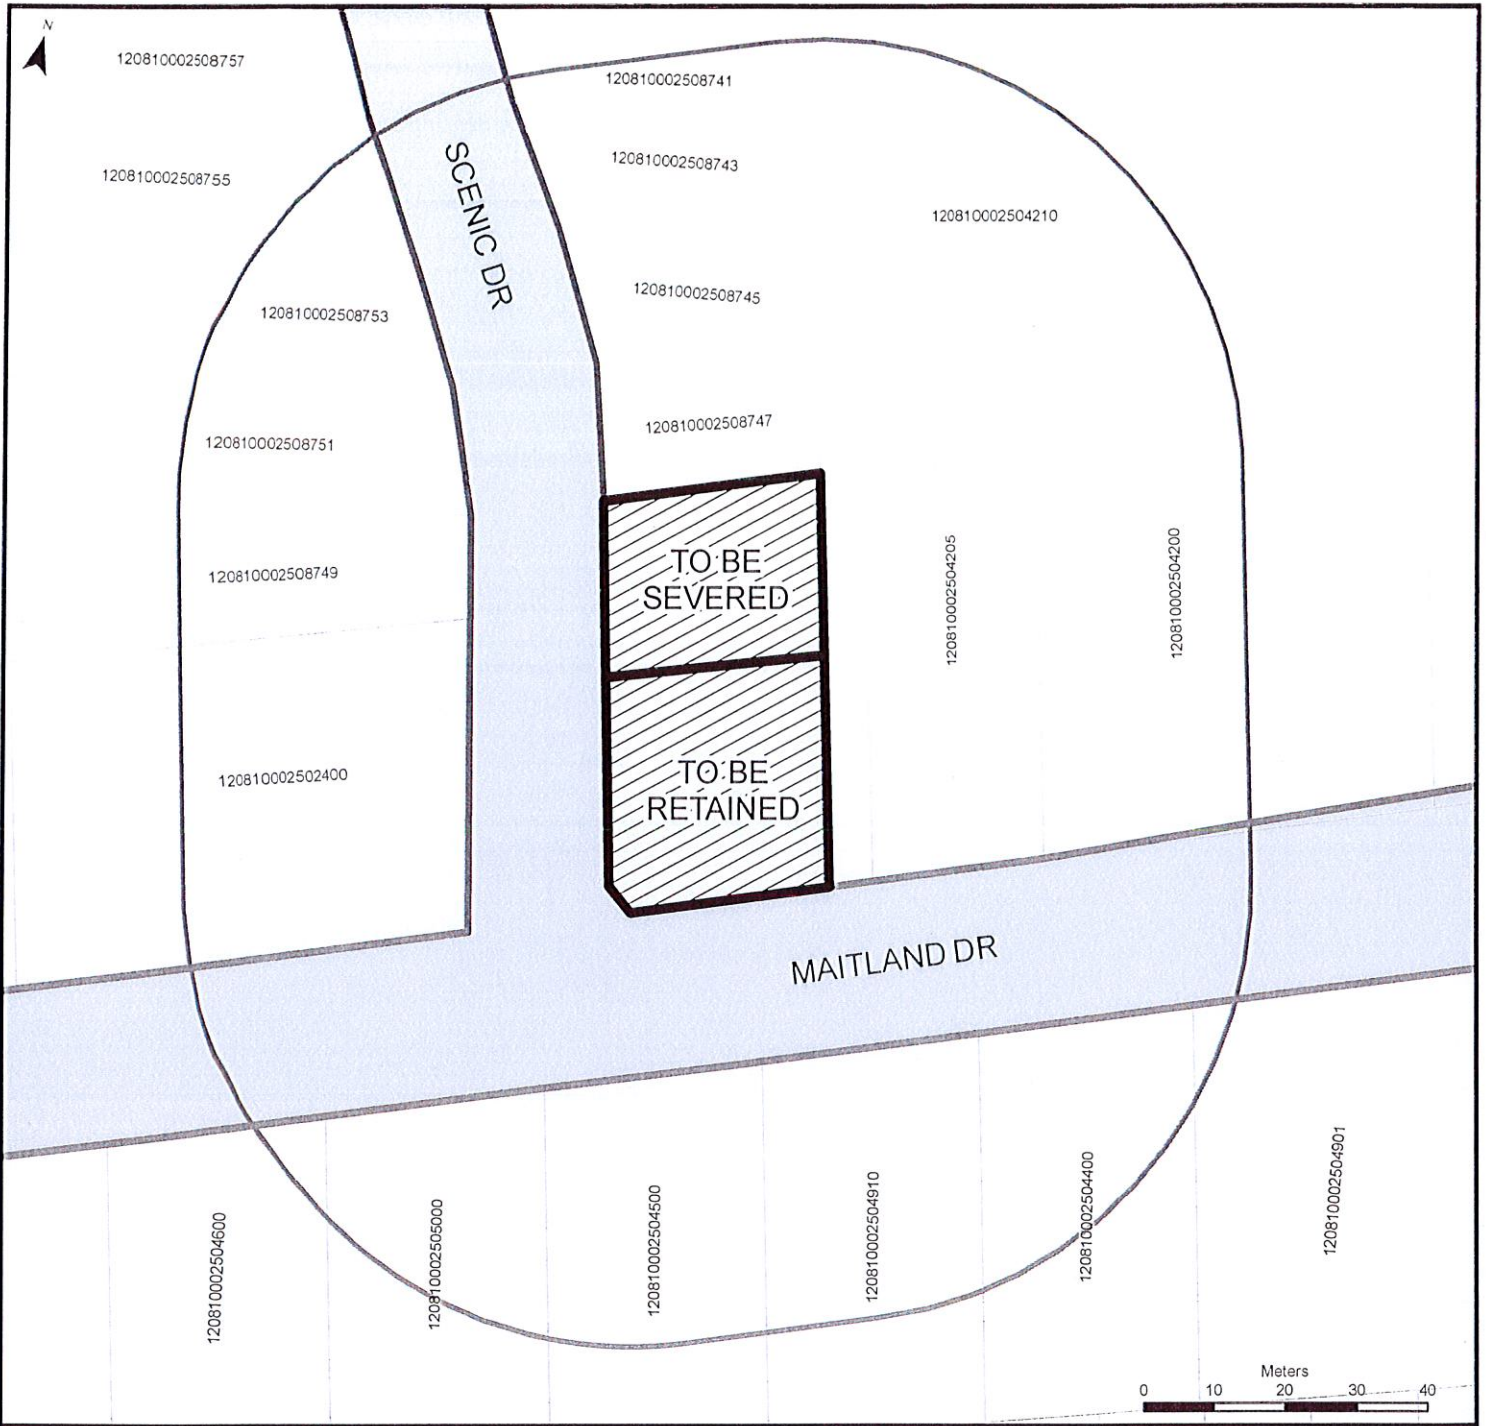 N
120810002508757
120810002508741
120810002508743
120810002508755
SCENIC DR
120810002504210
120810002508745
120810002508753
120810002508747
120810002508751
TO BE
SEVERED
120810002508749
120810002504205
120810002504200
120810002502400
TO BE
RETAINED
MAITLAND DR
120810002504600
120810002505000
120810002504500
120810002504910
120810002504400
120810002504901
Meters
0 10 20 30 40